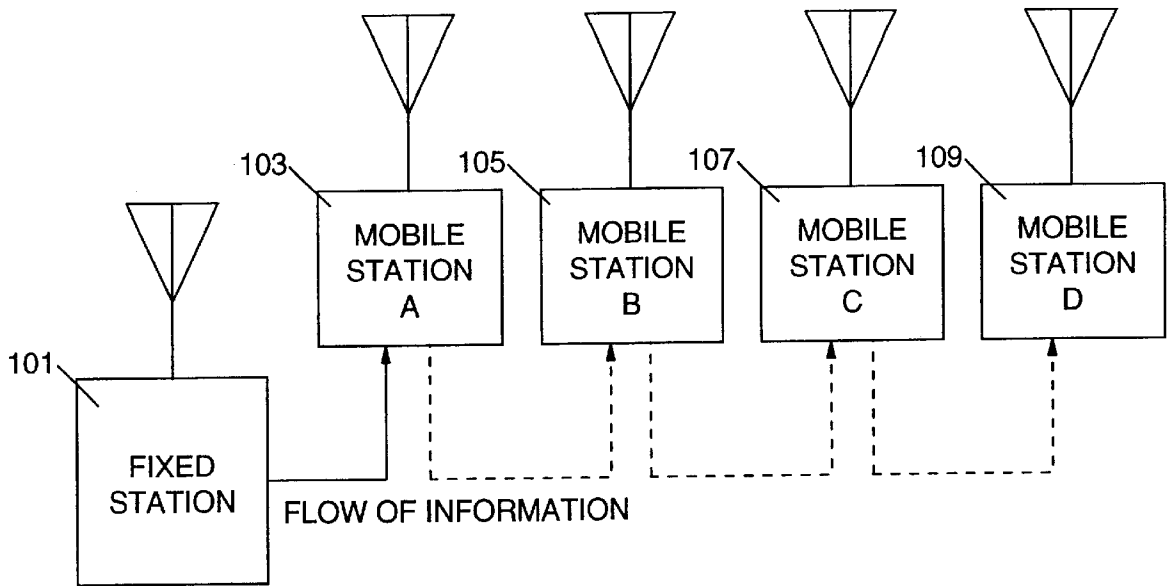 103
MOBILE
STATION
A
105
MOBILE
STATION
B
107
MOBILE
STATION
C
109
MOBILE
STATION
D
101
FIXED
STATION
FLOW OF INFORMATION